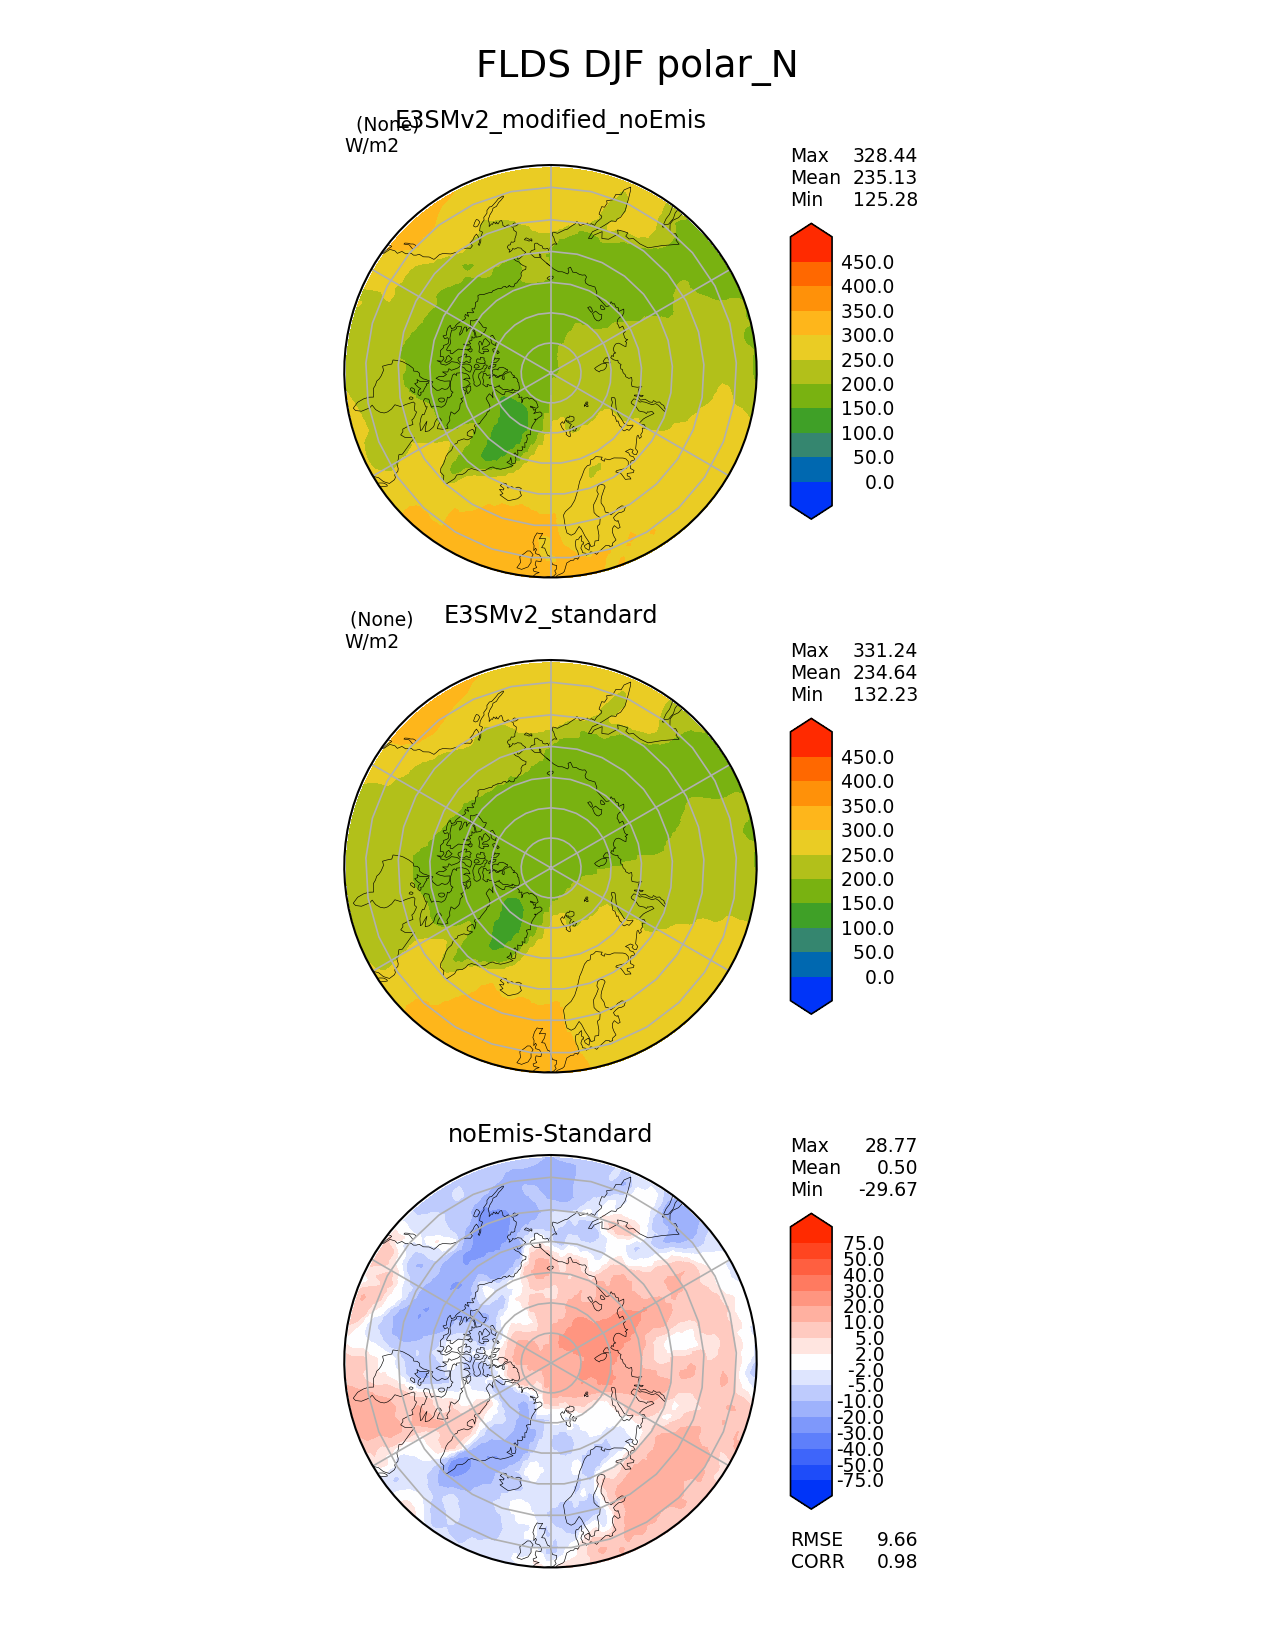 FLDS DJF polar_N
(None)
E3SMv2_modified_noEmis
W/m2
Max 328.44
Mean 235.13
Min 125.28
450.0
400.0
350.0
300.0
250.0
200.0
150.0
100.0
50.0
0.0
(None)
E3SMv2_standard
W/m2
Max 331.24
Mean 234.64
Min 132.23
450.0
400.0
350.0
300.0
250.0
200.0
150.0
100.0
50.0
0.0
noEmis-Standard
Max 28.77
Mean 0.50
Min -29.67
75.0
50.0
40.0
30.0
20.0
10.0
5.0
2.0
-2.0
-5.0
-10.0
-20.0
-30.0
-40.0
-50.0
-75.0
RMSE 9.66
CORR 0.98